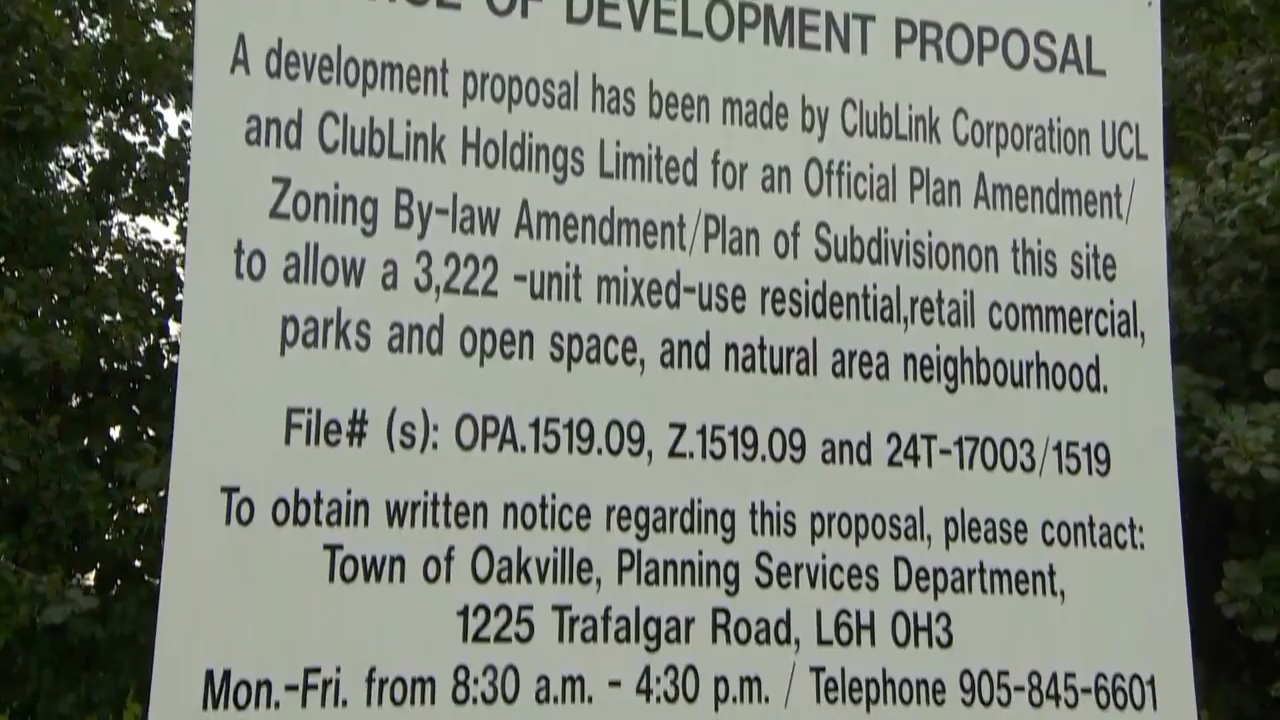 OF DEVELOPMENT PROPOSAL
A development proposal has been made by ClubLink Corporation UCL
and ClubLink Holdings Limited for an Official Plan Amendment/
Zoning By-law Amendment/Plan of Subdivisionon this site
to allow a 3,222 -unit mixed-use residential,retail commercial,
parks and open space, and natural area neighbourhood.
File# (s): OPA.1519.09, Z.1519.09 and 24T-17003/1519
To obtain written notice regarding this proposal, please contact:
Town of Oakville, Planning Services Department,
1225 Trafalgar Road, L6H 0H3
Mon.-Fri. from 8:30 a.m. - 4:30 p.m. / Telephone 905-845-6601